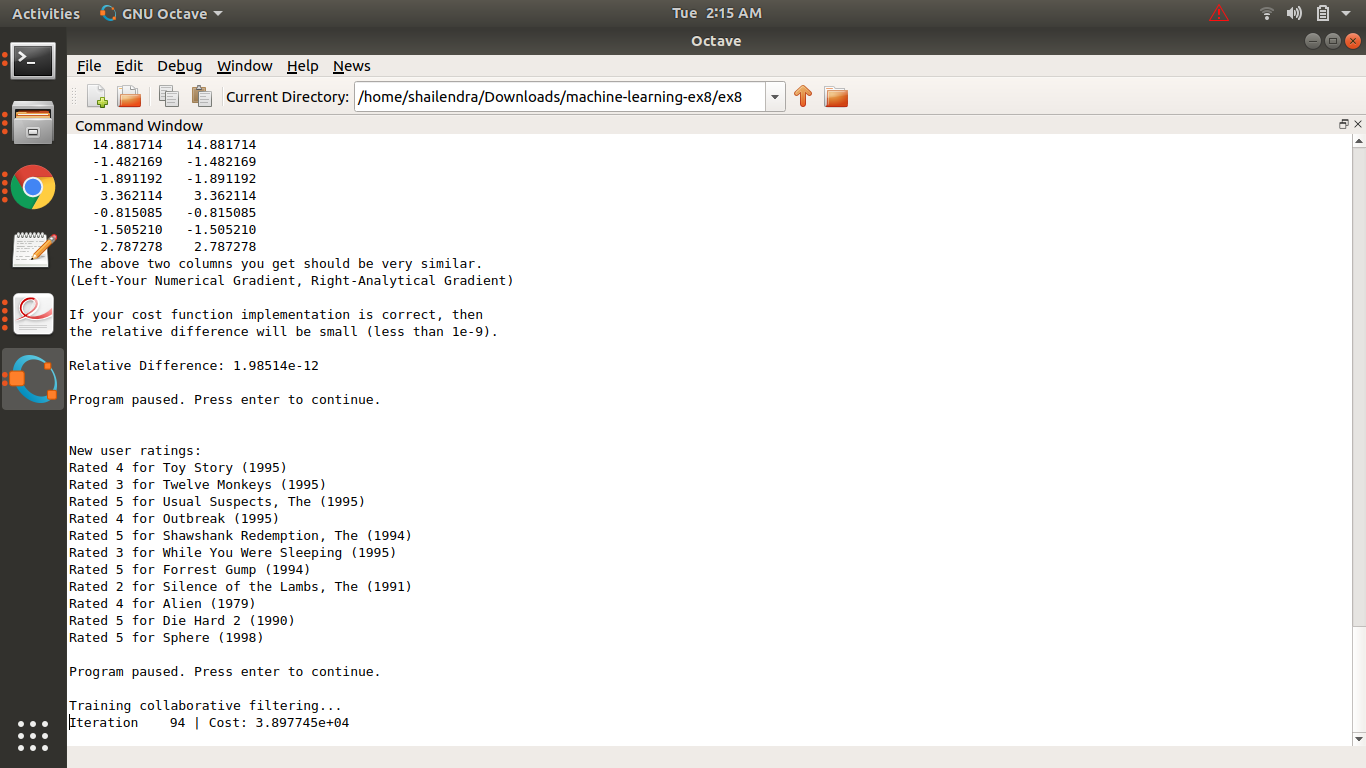 Activities GNU Octave Tue 2:15 AM
Octave
File Edit Debug Window Help News
Current Directory: /home/shailendra/Downloads/machine-learning-ex8/ex8
Command Window
14.881714 14.881714
-1.482169 -1.482169
-1.891192 -1.891192
3.362114 3.362114
-0.815085 -0.815085
-1.505210 -1.505210
2.787278 2.787278
The above two columns you get should be very similar.
(Left-Your Numerical Gradient, Right-Analytical Gradient)
If your cost function implementation is correct, then
the relative difference will be small (less than 1e-9).
Relative Difference: 1.98514e-12
Program paused. Press enter to continue.
New user ratings:
Rated 4 for Toy Story (1995)
Rated 3 for Twelve Monkeys (1995)
Rated 5 for Usual Suspects, The (1995)
Rated 4 for Outbreak (1995)
Rated 5 for Shawshank Redemption, The (1994)
Rated 3 for While You Were Sleeping (1995)
Rated 5 for Forrest Gump (1994)
Rated 2 for Silence of the Lambs, The (1991)
Rated 4 for Alien (1979)
Rated 5 for Die Hard 2 (1990)
Rated 5 for Sphere (1998)
Program paused. Press enter to continue.
Training collaborative filtering...
Iteration 94 | Cost: 3.897745e+04